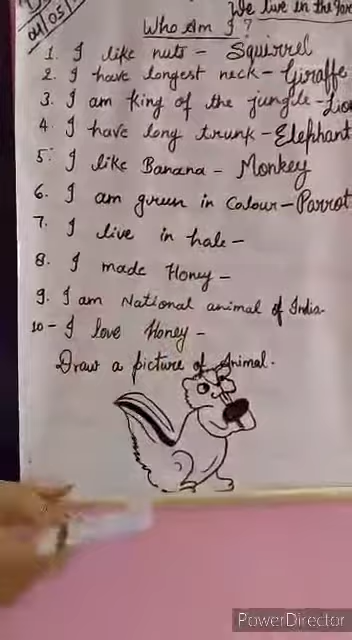 We live in the
04/05/
Who Am I?
1. I like nuts – Squirrel
2. I have longest neck – Giraffe
3. I am king of the jungle – Lio
4. I have long trunk – Elephant
5. I like Banana – Monkey
6. I am green in Colour – Parrot
7. I live in hole –
8. I made Honey –
9. I am National animal of India-
10 – I love Honey –
Draw a picture of Animal.
PowerDirector